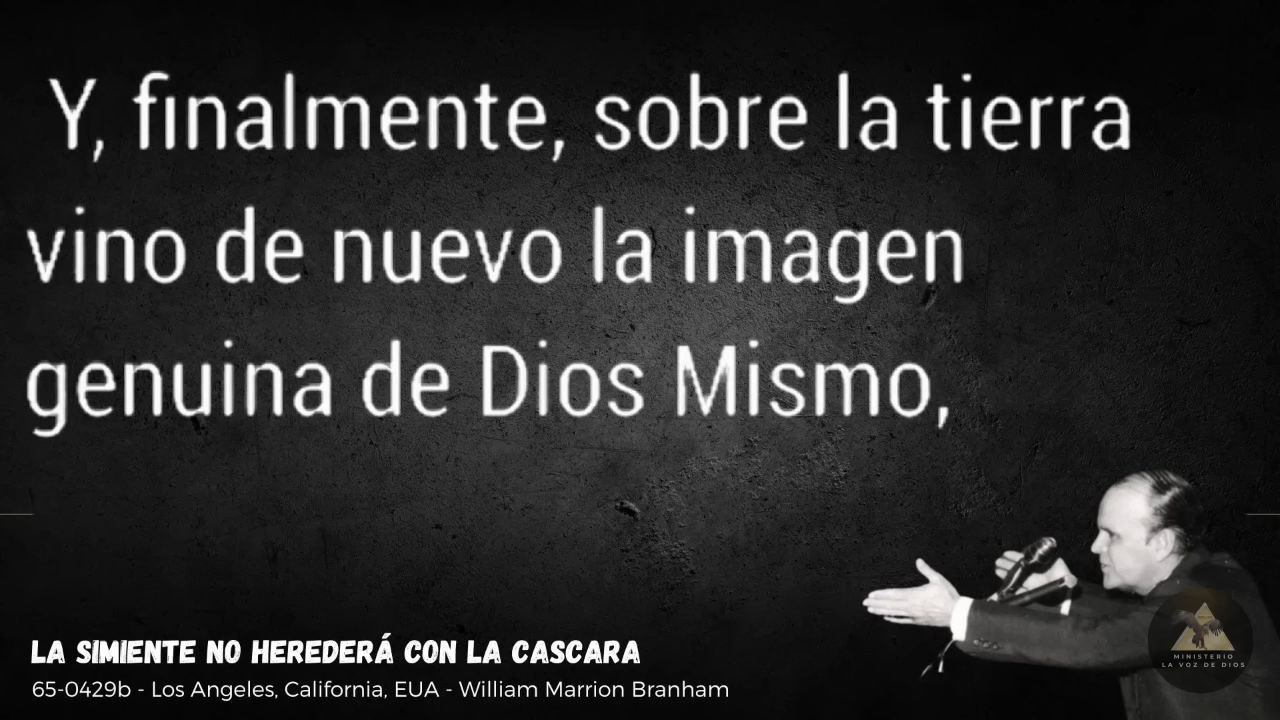 Y, finalmente, sobre la tierra
vino de nuevo la imagen
genuina de Dios Mismo,
LA SIMIENTE NO HEREDERÁ CON LA CASCARA
65-0429b - Los Angeles, California, EUA - William Marrion Branham
MINISTERIO
LA VOZ DE DIOS